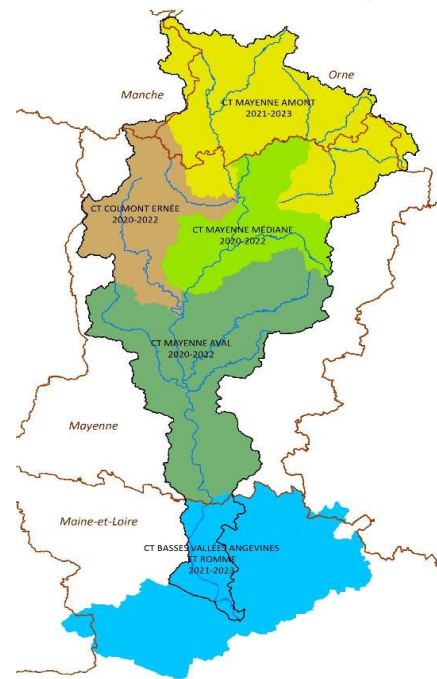 Orne
Manche
CT MAYENNE AMONT
2021-2023
CT COLMONT ERNÉE
2020-2022
CT MAYENNE MÉDIANE
2020-2022
CT MAYENNE AVAL
2020-2022
Mayenne
Maine-et-Loire
CT BASSES VALLÉES ANGEVINES
ET ROMME
2021-2023